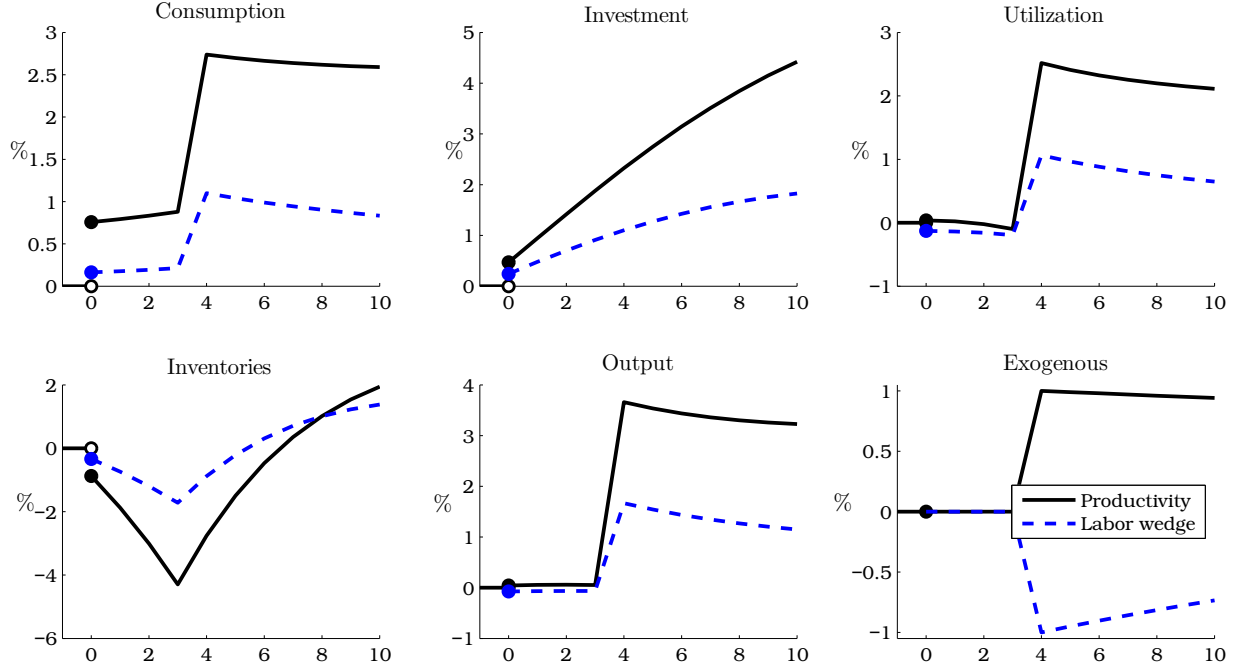 Consumption
3
2.5
2
%
1.5
1
0.5
0
0 2 4 6 8 10
Investment
5
4
3
%
2
1
0
0 2 4 6 8 10
Utilization
3
2
1
%
0
−1
0 2 4 6 8 10
Inventories
2
0
%
−2
−4
−6
0 2 4 6 8 10
Output
4
3
2
%
1
0
−1
0 2 4 6 8 10
Exogenous
1
0.5
%
0
−0.5
−1
Productivity
Labor wedge
0 2 4 6 8 10